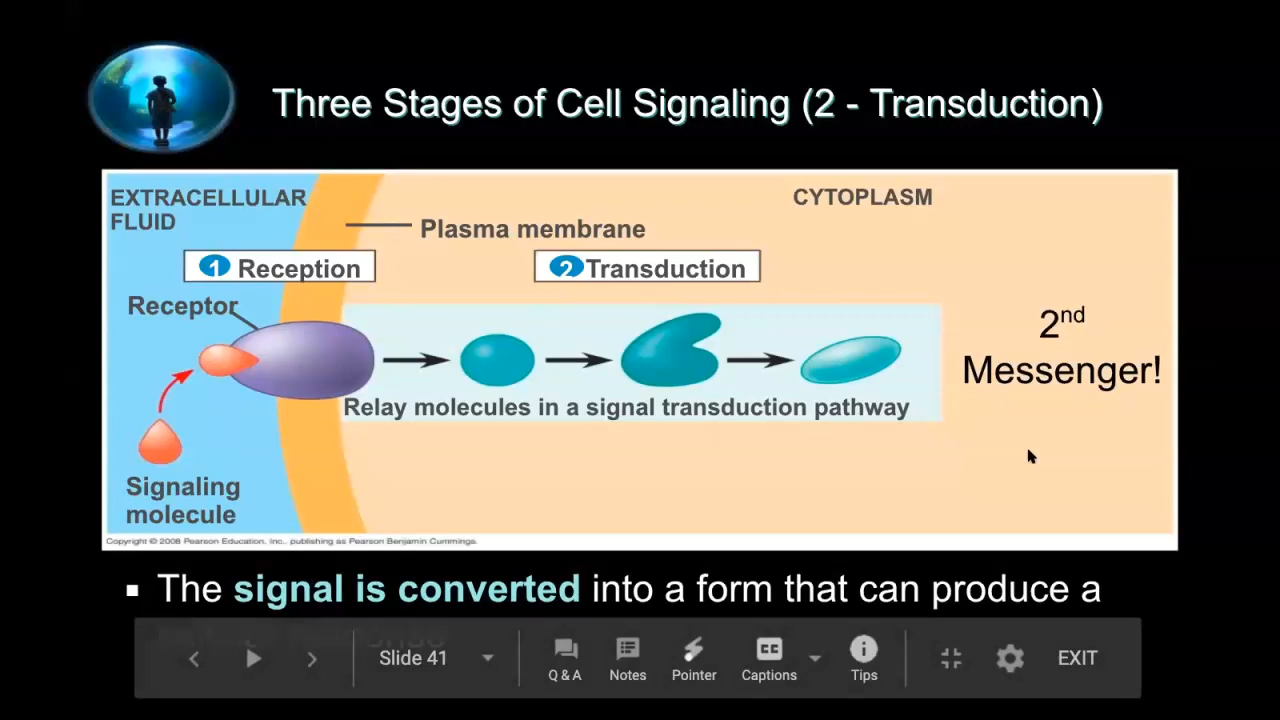 Three Stages of Cell Signaling (2 - Transduction)
EXTRACELLULAR
FLUID
CYTOPLASM
Plasma membrane
1 Reception
2 Transduction
Receptor
2nd
Messenger!
Relay molecules in a signal transduction pathway
Signaling
molecule
Copyright © 2008 Pearson Education, Inc., publishing as Pearson Benjamin Cummings.
▪ The signal is converted into a form that can produce a
Slide 41
Q & A
Notes
Pointer
CC
Captions
Tips
EXIT